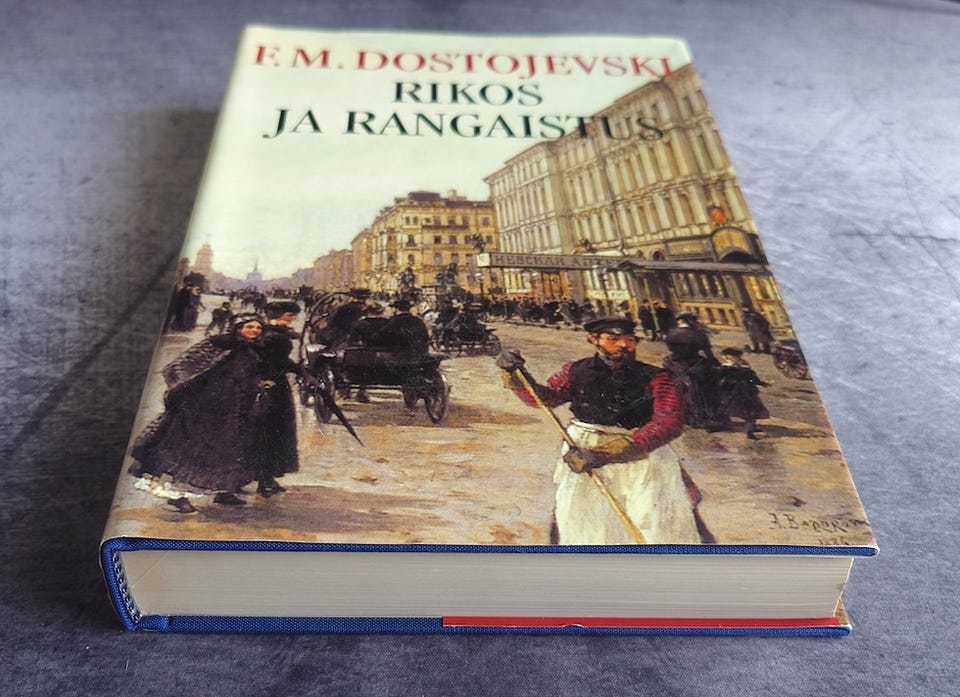 F. M. DOSTOJEVSKI
RIKOS
JA RANGAISTUS
НЕВСКАЯ